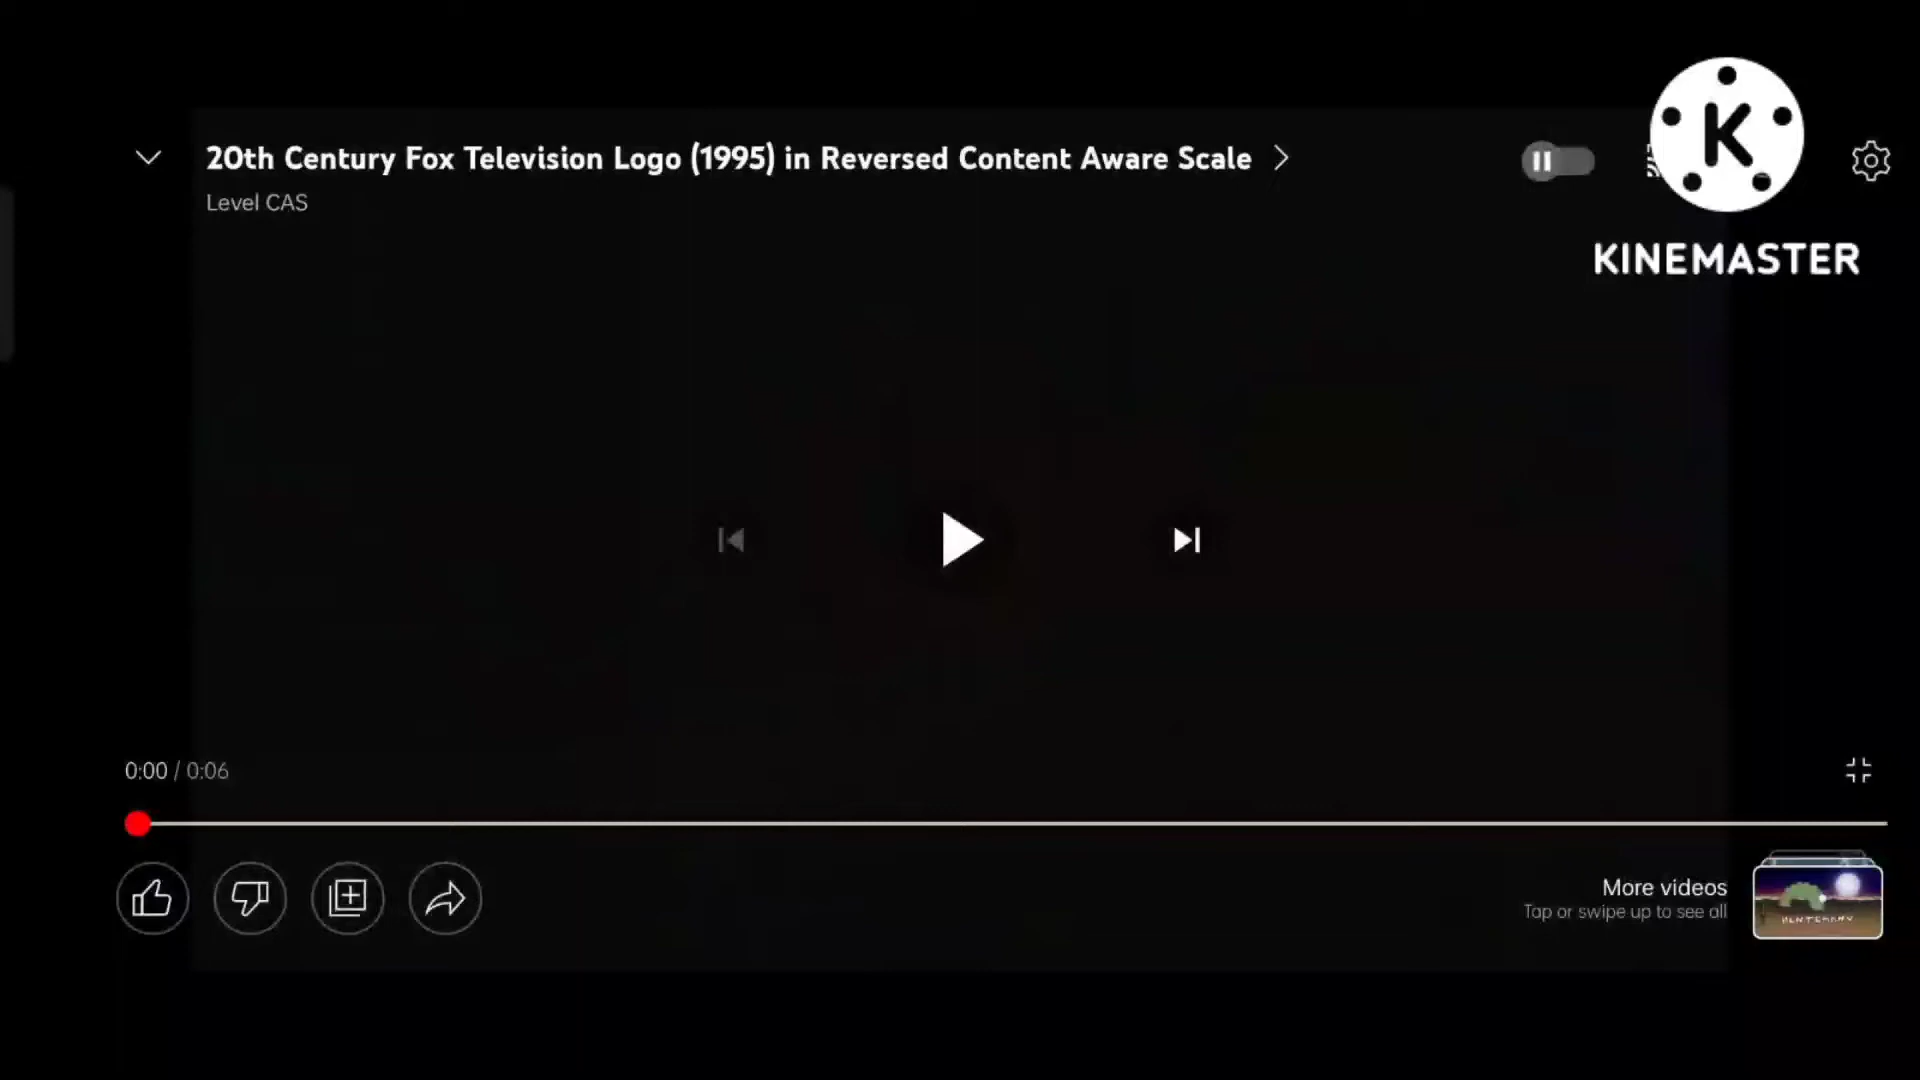 20th Century Fox Television Logo (1995) in Reversed Content Aware Scale
Level CAS
K
KINEMASTER
0:00 / 0:06
More videos
Tap or swipe up to see all